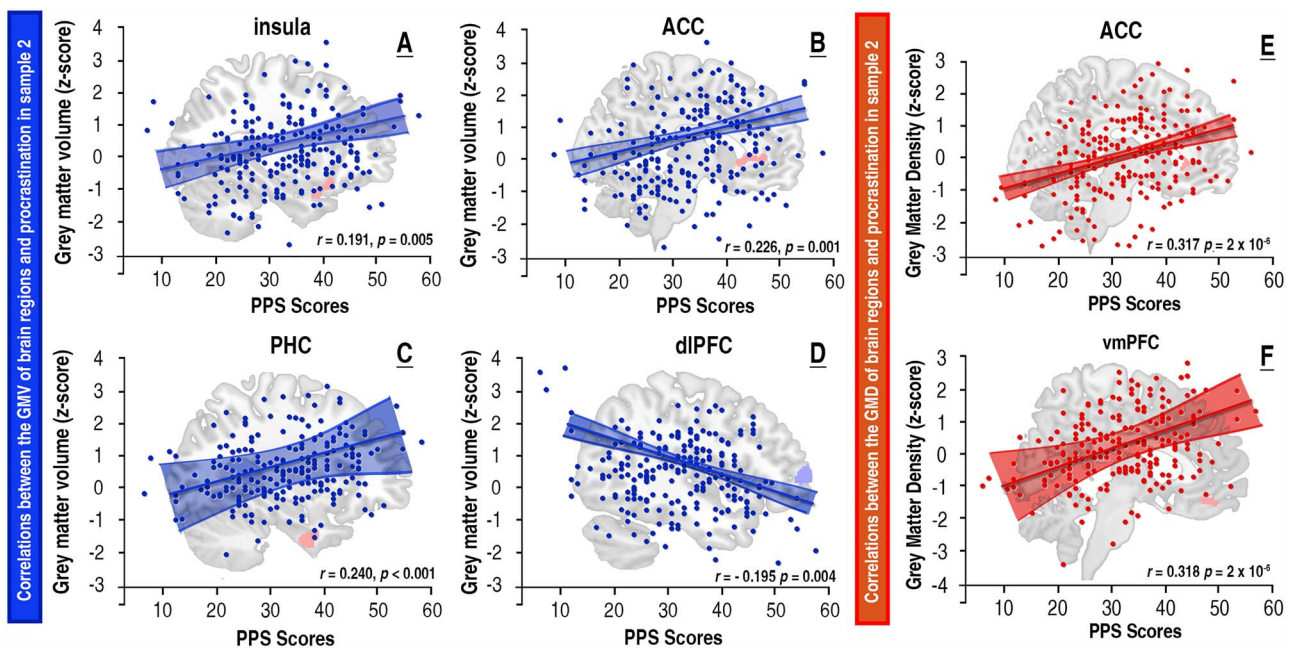 Correlations between the GMV of brain regions and procrastination in sample 2
insula
A
Grey matter volume (z-score)
4
3
2
1
0
-1
-2
-3
r = 0.191, p = 0.005
10 20 30 40 50 60
PPS Scores
ACC
B
Grey matter volume (z-score)
4
3
2
1
0
-1
-2
-3
r = 0.226, p = 0.001
10 20 30 40 50 60
PPS Scores
PHC
C
Grey matter volume (z-score)
4
3
2
1
0
-1
-2
-3
r = 0.240, p < 0.001
10 20 30 40 50 60
PPS Scores
dlPFC
D
Grey matter volume (z-score)
4
3
2
1
0
-1
-2
-3
r = - 0.195 p = 0.004
10 20 30 40 50 60
PPS Scores
Correlations between the GMD of brain regions and procrastination in sample 2
ACC
E
Grey Matter Density (z-score)
3
2
1
0
-1
-2
-3
r = 0.317 p = 2 x 10⁻⁶
10 20 30 40 50 60
PPS Scores
vmPFC
F
Grey Matter Density (z-score)
3
2
1
0
-1
-2
-3
-4
r = 0.318 p = 2 x 10⁻⁶
10 20 30 40 50 60
PPS Scores